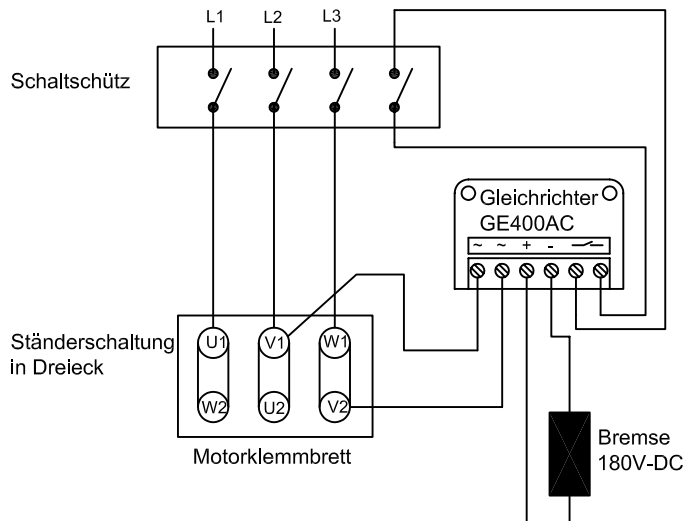 L1 L2 L3
Schaltschütz
Gleichrichter
GE400AC
~ ~ + -
Ständerschaltung
in Dreieck
U1 V1 W1
W2 U2 V2
Motorklemmbrett
Bremse
180V-DC